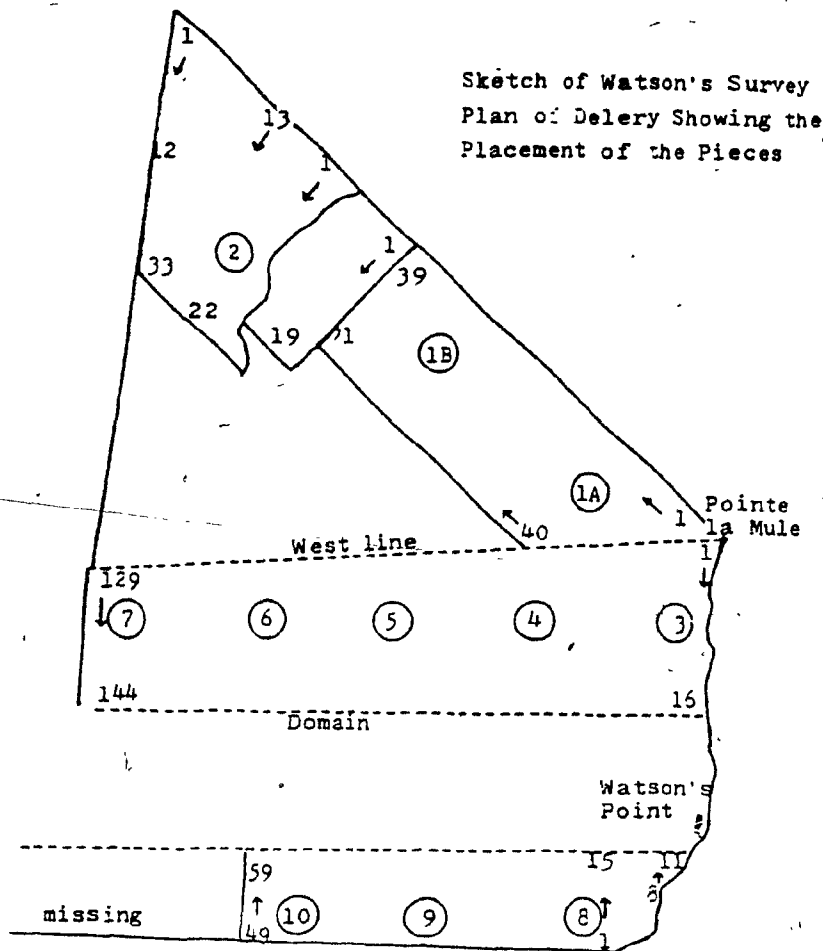 Sketch of Watson's Survey
Plan of Delery Showing the
Placement of the Pieces
1
13
12
1
2
1
33
39
22
19
1B
1A
Pointe
1
la Mule
40
West line
1
129
7
6
5
4
3
144
16
Domain
Watson's
Point
59
15
11
8
missing
10
9
8
49
1